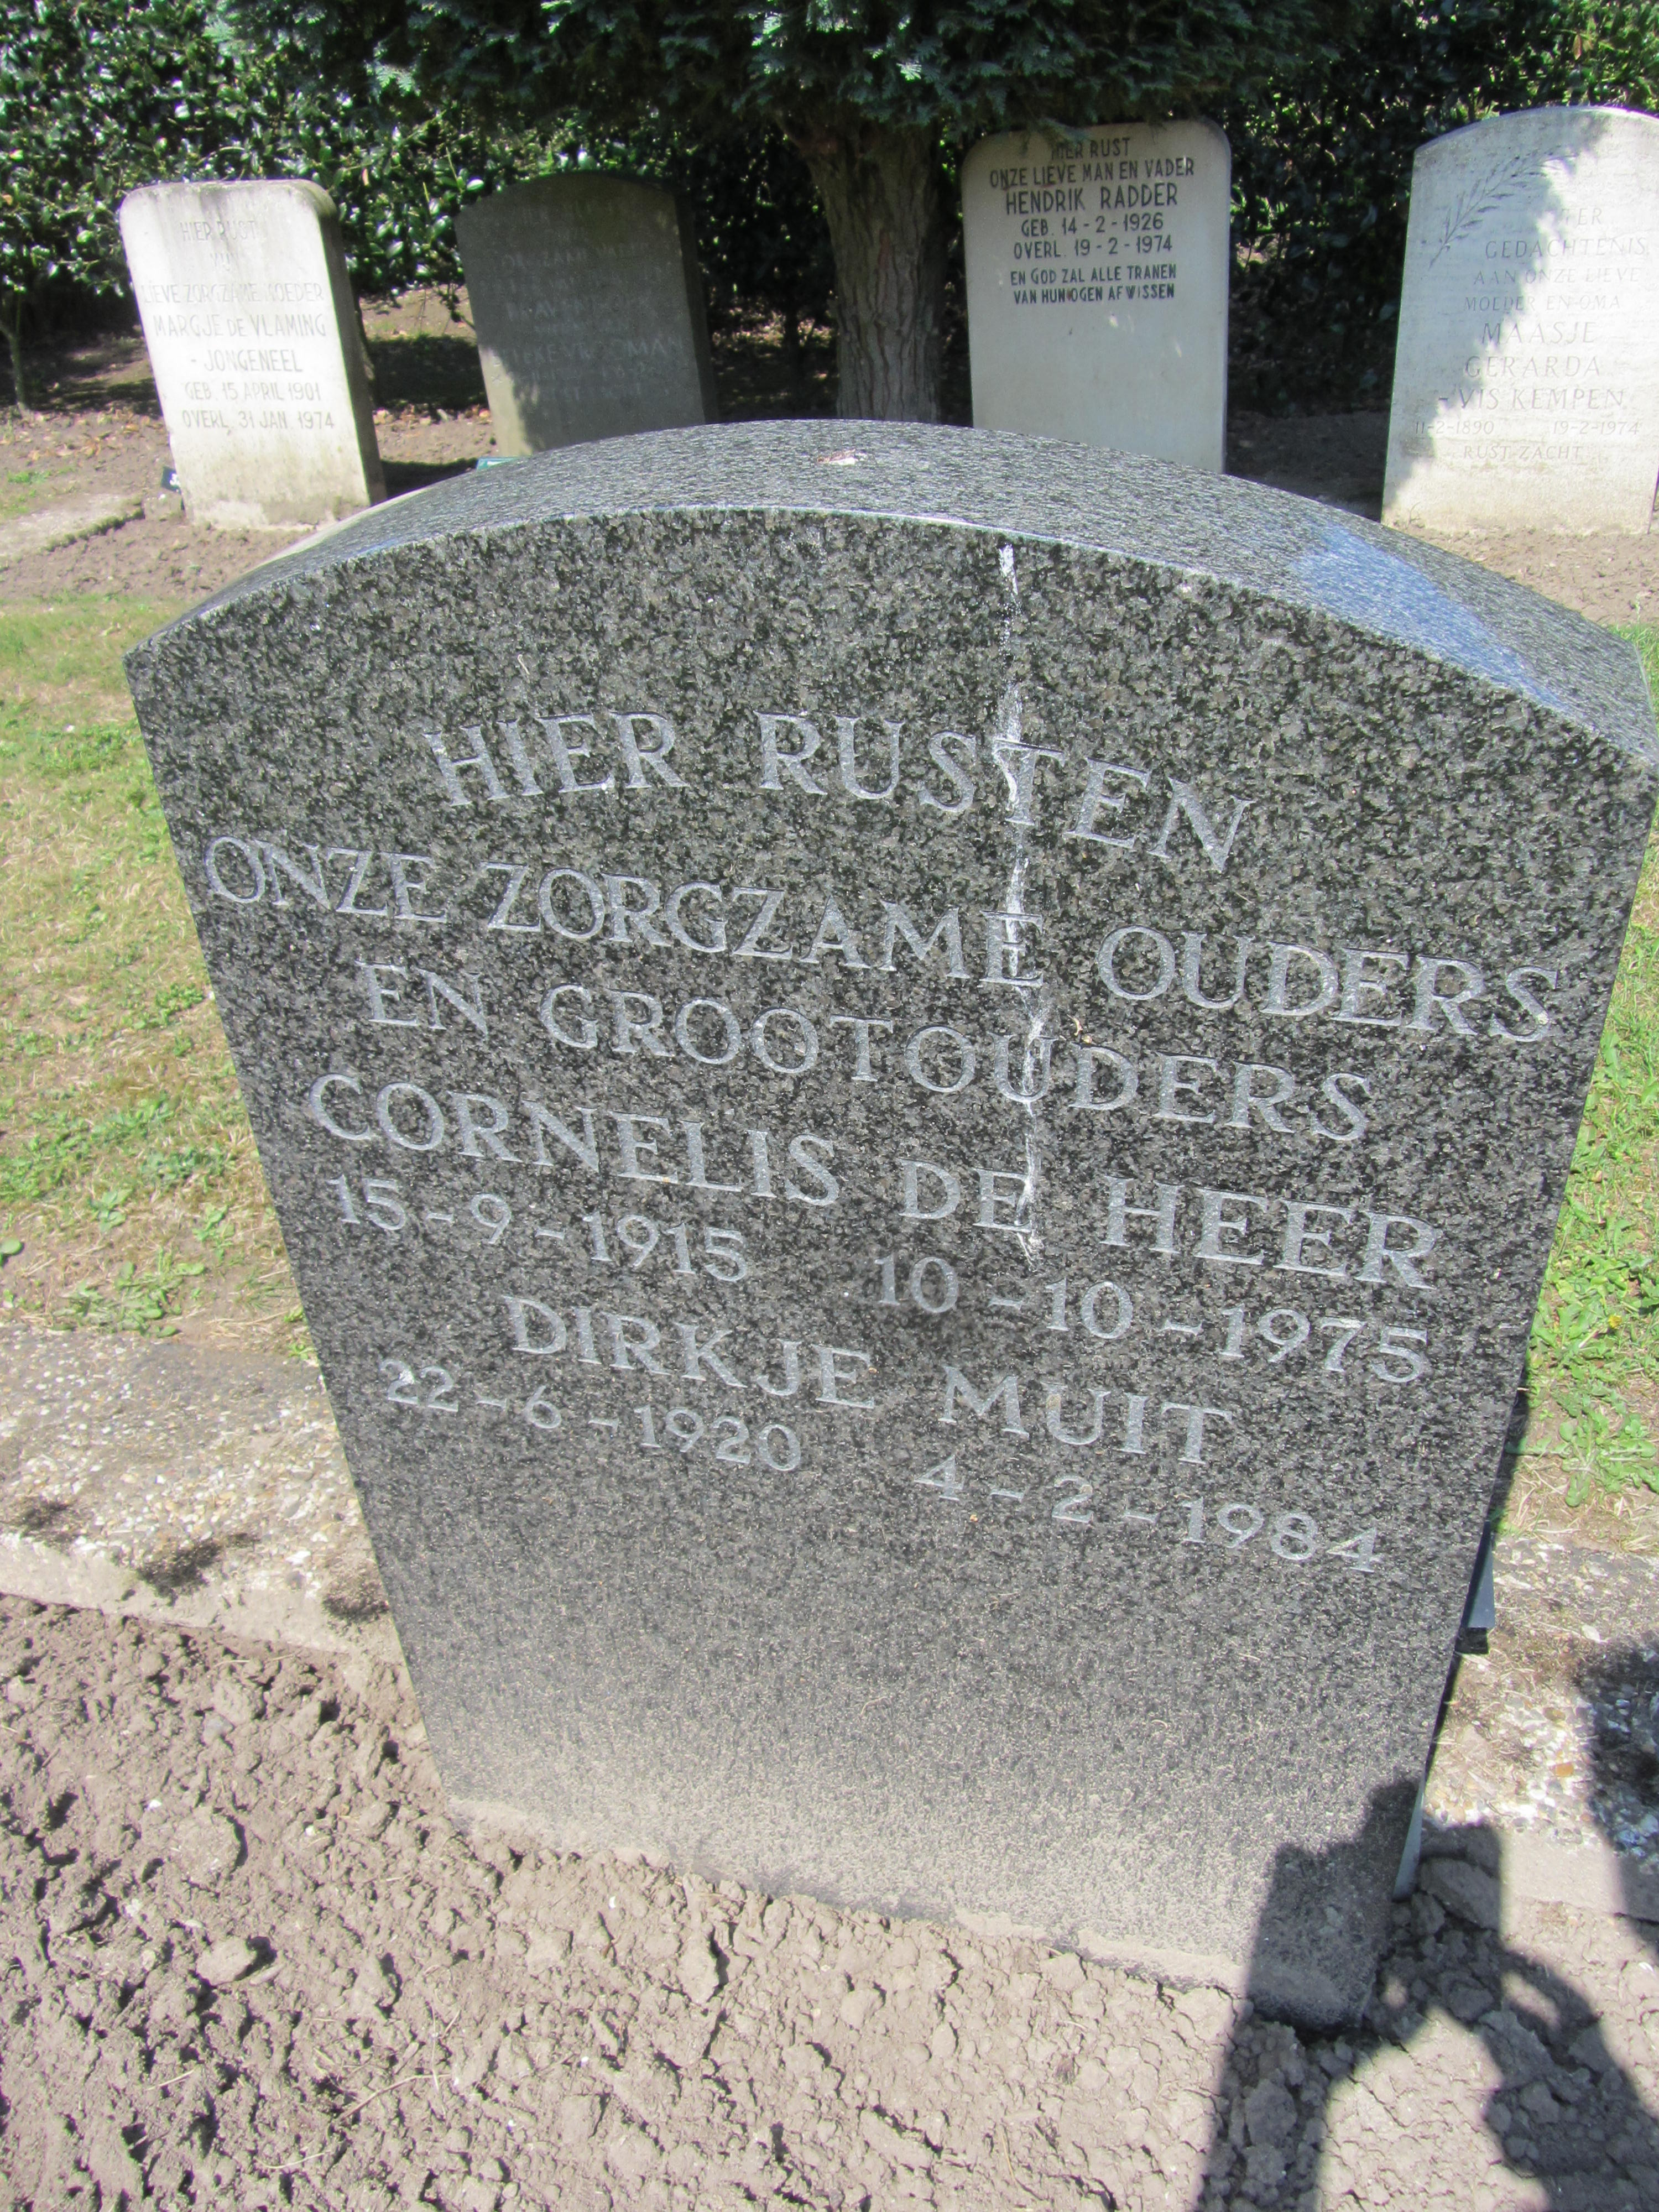 HIER RUST
LIEVE ZORGZAME MOEDER
MARGJE DE VLAMING
- JONGENEEL
GEB. 15 APRIL 1901
OVERL. 31 JAN 1974
HIER RUST
ONZE LIEVE MAN EN VADER
HENDRIK RADDER
GEB. 14-2-1926
OVERL. 19-2-1974
EN GOD ZAL ALLE TRANEN
VAN HUN OGEN AFWISSEN
TER
GEDACHTENIS
AAN ONZE LIEVE
MOEDER EN OMA
MAASJE
GERARDA
- VIS KEMPEN
11-2-1890 19-2-1974
RUST ZACHT
HIER RUSTEN
ONZE ZORGZAME OUDERS
EN GROOTOUDERS
CORNELIS DE HEER
15-9-1915 10-10-1975
DIRKJE MUIT
22-6-1920 4-2-1984